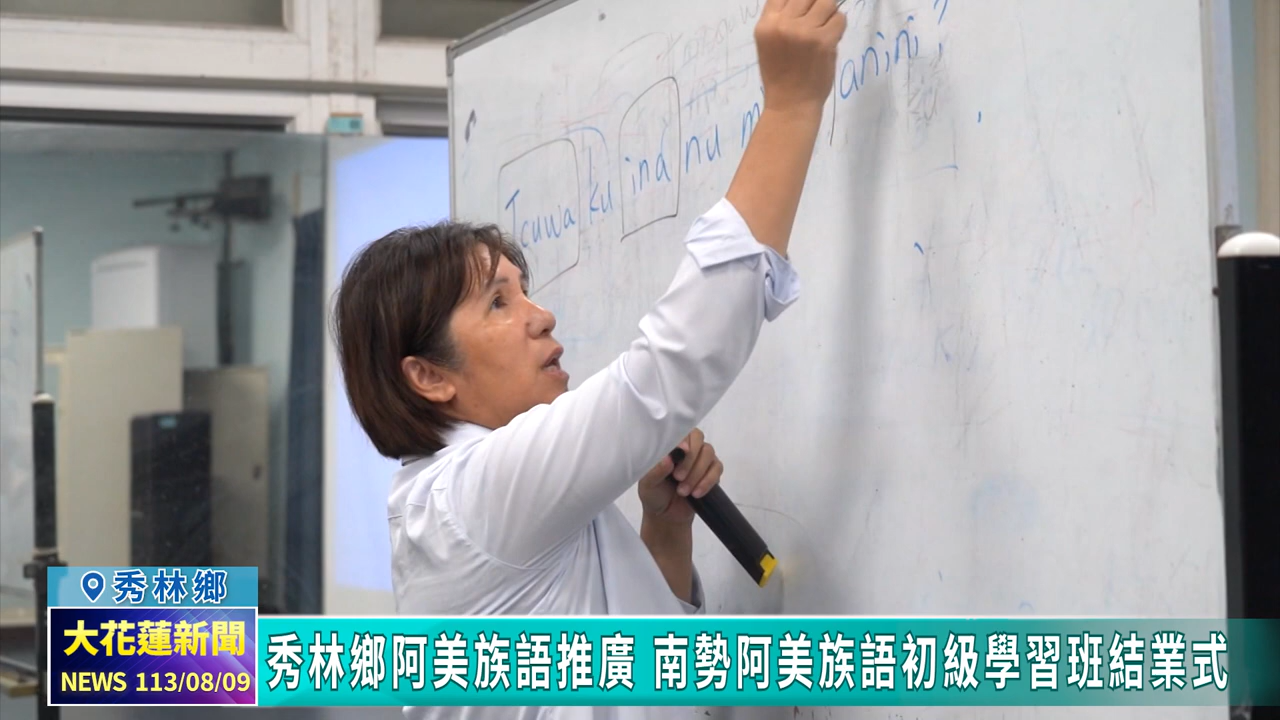 Icuwa ku ina nu anini?
秀林鄉
大花蓮新聞
NEWS 113/08/09
秀林鄉阿美族語推廣 南勢阿美族語初級學習班結業式